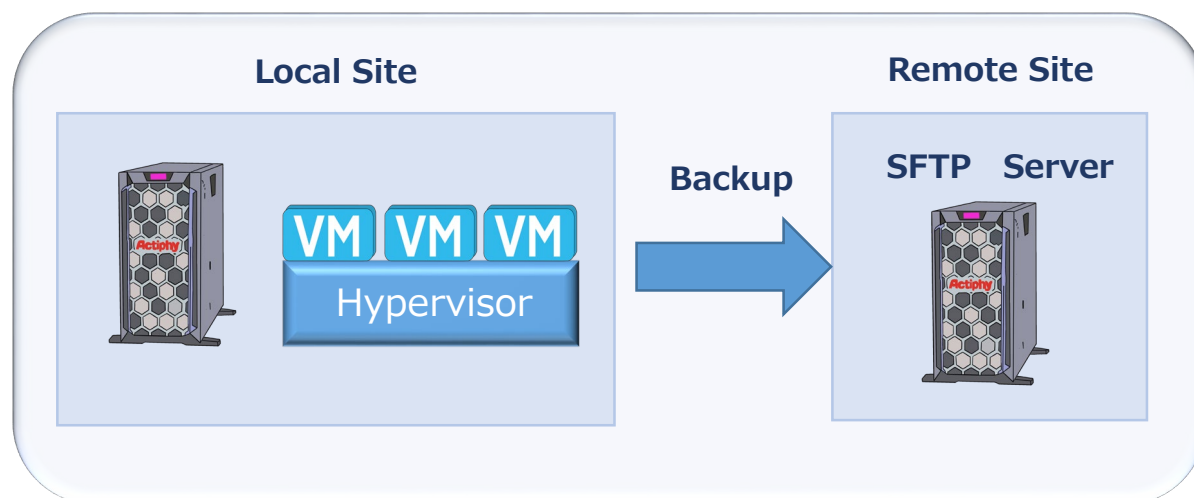 Local Site
Remote Site
Backup
SFTP Server
Actiphy
VM VM VM
Hypervisor
Actiphy